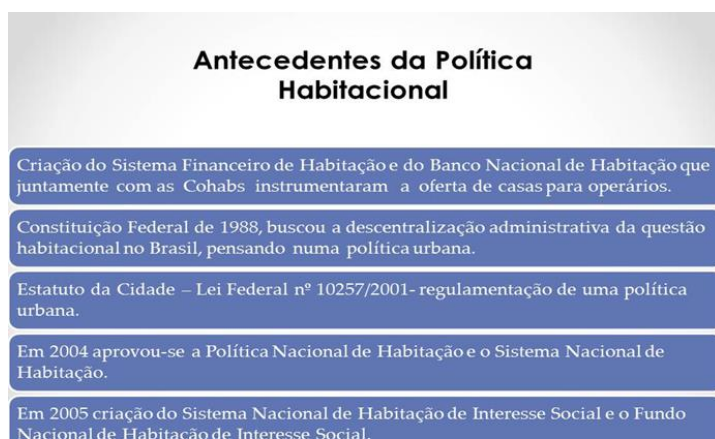 Antecedentes da Política
Habitacional
Criação do Sistema Financeiro de Habitação e do Banco Nacional de Habitação que
juntamente com as Cohabs instrumentaram a oferta de casas para operários.
Constituição Federal de 1988, buscou a descentralização administrativa da questão
habitacional no Brasil, pensando numa política urbana.
Estatuto da Cidade – Lei Federal nº 10257/2001- regulamentação de uma política
urbana.
Em 2004 aprovou-se a Política Nacional de Habitação e o Sistema Nacional de
Habitação.
Em 2005 criação do Sistema Nacional de Habitação de Interesse Social e o Fundo
Nacional de Habitação de Interesse Social.